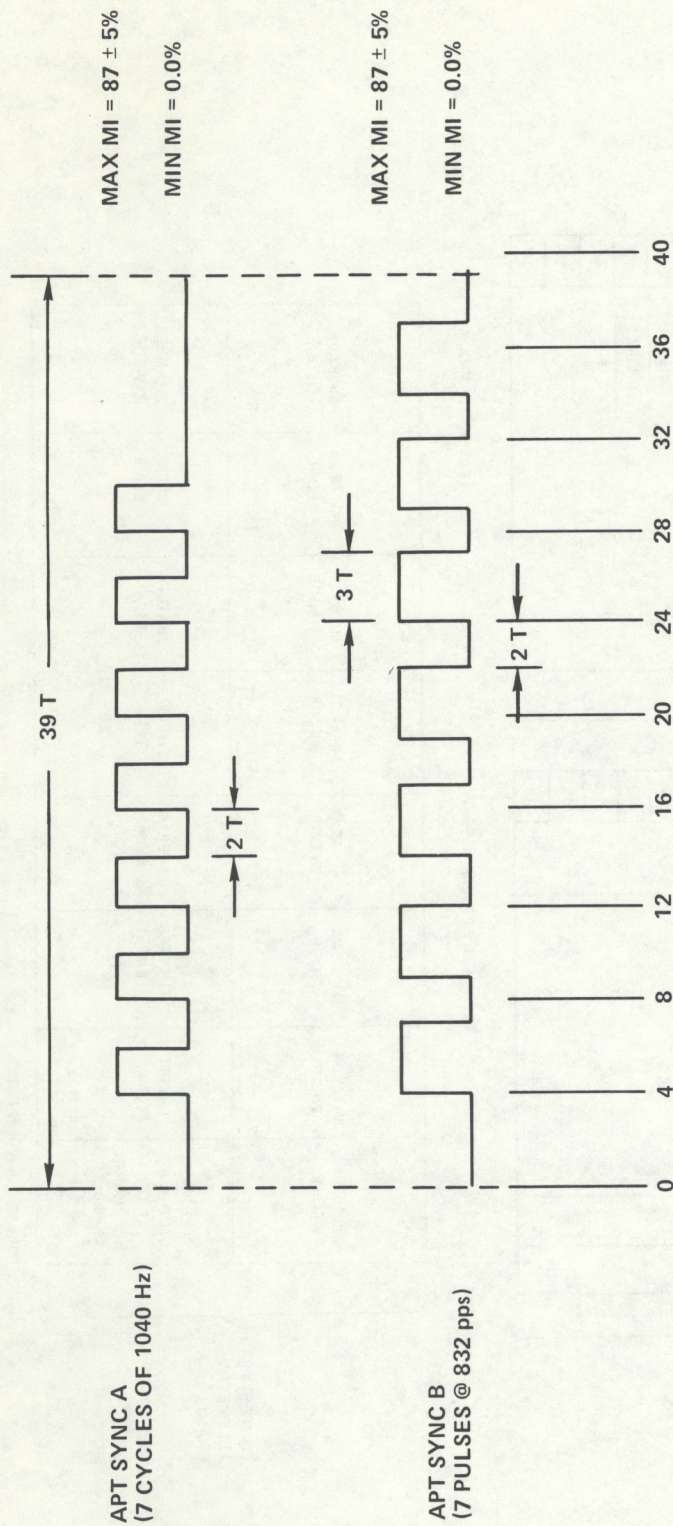 39 T
APT SYNC A
(7 CYCLES OF 1040 Hz)
MAX MI = 87 ± 5%
MIN MI = 0.0%
2 T
3 T
APT SYNC B
(7 PULSES @ 832 pps)
MAX MI = 87 ± 5%
MIN MI = 0.0%
2 T
0 4 8 12 16 20 24 28 32 36 40